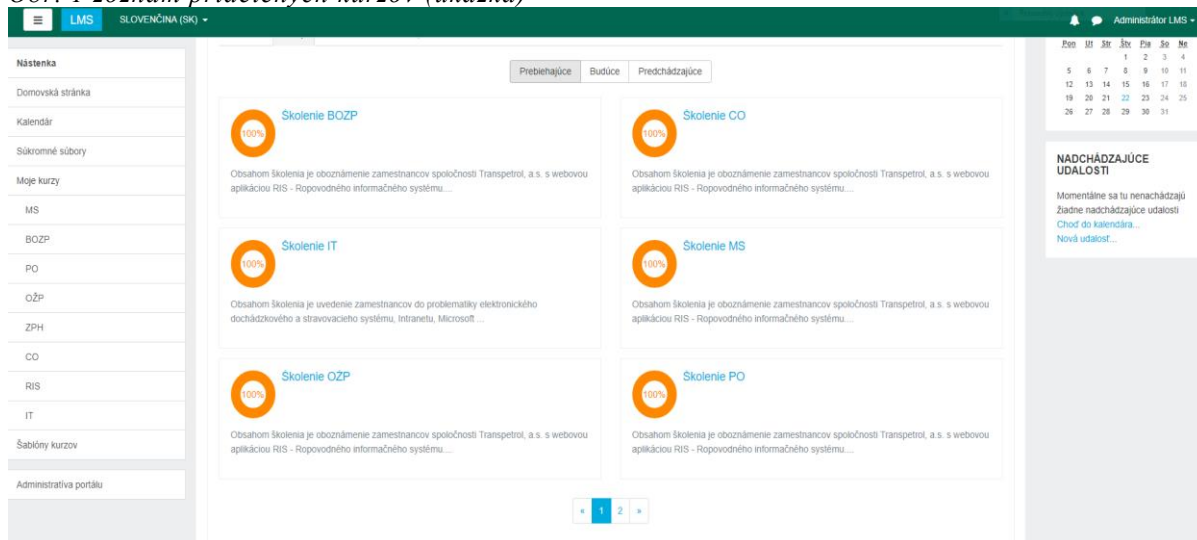 Obr. 1 zoznam pridelených kurzov (ukážka)
LMS SLOVENČINA (SK) Administrátor LMS
Nástenka
Domovská stránka
Kalendár
Súkromné súbory
Moje kurzy
MS
BOZP
PO
OŽP
ZPH
CO
RIS
IT
Šablóny kurzov
Administratíva portálu
Prebiehajúce Budúce Predchádzajúce
100%
Školenie BOZP
Obsahom školenia je oboznámenie zamestnancov spoločnosti Transpetrol, a.s. s webovou
aplikáciou RIS - Ropovodného informačného systému....
100%
Školenie CO
Obsahom školenia je oboznámenie zamestnancov spoločnosti Transpetrol, a.s. s webovou
aplikáciou RIS - Ropovodného informačného systému....
100%
Školenie IT
Obsahom školenia je uvedenie zamestnancov do problematiky elektronického
dochádzkového a stravovacieho systému, Intranetu, Microsoft ...
100%
Školenie MS
Obsahom školenia je oboznámenie zamestnancov spoločnosti Transpetrol, a.s. s webovou
aplikáciou RIS - Ropovodného informačného systému....
100%
Školenie OŽP
Obsahom školenia je oboznámenie zamestnancov spoločnosti Transpetrol, a.s. s webovou
aplikáciou RIS - Ropovodného informačného systému....
100%
Školenie PO
Obsahom školenia je oboznámenie zamestnancov spoločnosti Transpetrol, a.s. s webovou
aplikáciou RIS - Ropovodného informačného systému....
« 1 2 »
Pon Ut Str Štv Pia So Ne
1 2 3 4
5 6 7 8 9 10 11
12 13 14 15 16 17 18
19 20 21 22 23 24 25
26 27 28 29 30 31
NADCHÁDZAJÚCE
UDALOSTI
Momentálne sa tu nenachádzajú
žiadne nadchádzajúce udalosti
Choď do kalendára...
Nová udalosť...